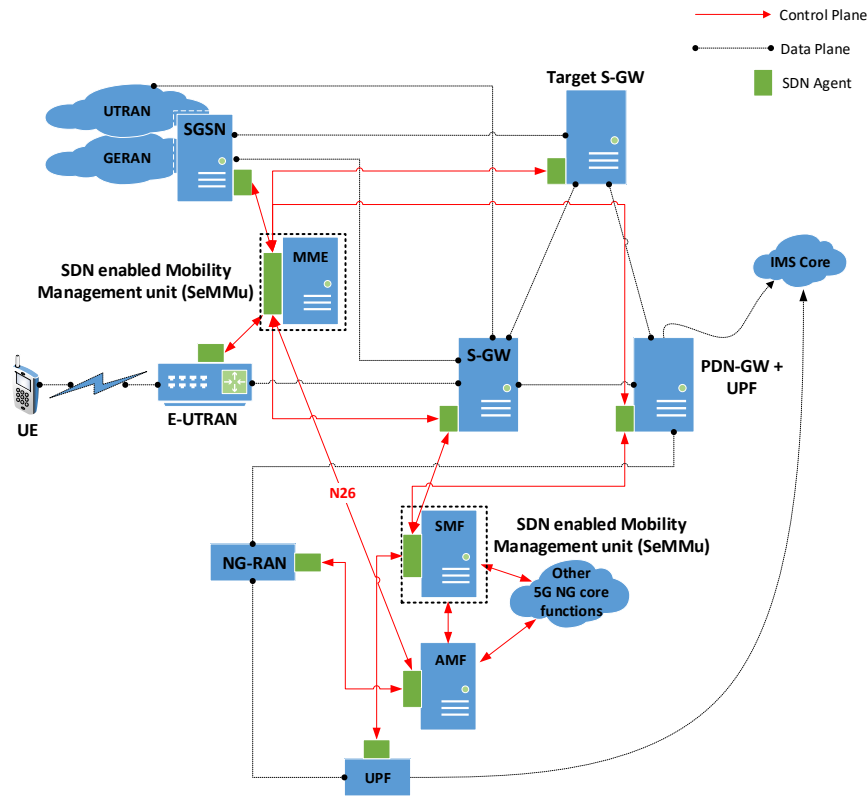 Control Plane
Data Plane
SDN Agent
Target S-GW
UTRAN
SGSN
GERAN
MME
SDN enabled Mobility
Management unit (SeMMu)
IMS Core
S-GW
PDN-GW +
UPF
E-UTRAN
UE
N26
SMF
SDN enabled Mobility
Management unit (SeMMu)
NG-RAN
Other
5G NG core
functions
AMF
UPF